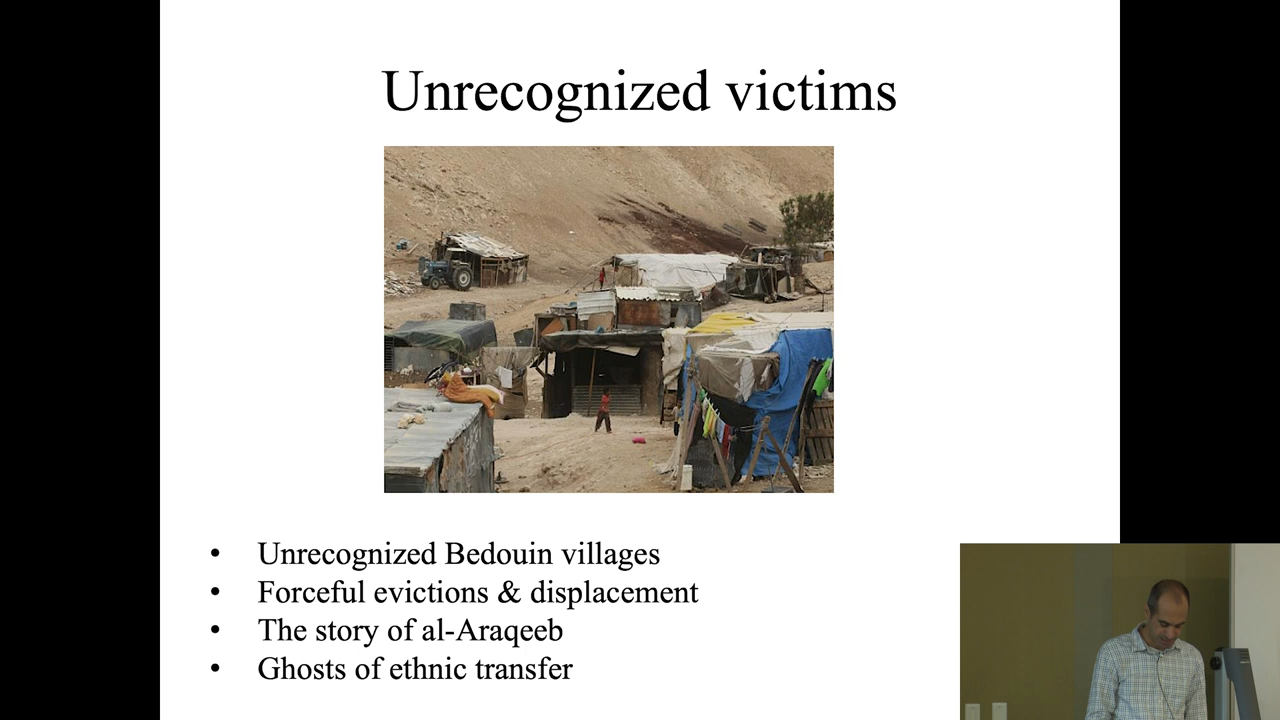 Unrecognized victims
• Unrecognized Bedouin villages
• Forceful evictions & displacement
• The story of al-Araqeeb
• Ghosts of ethnic transfer